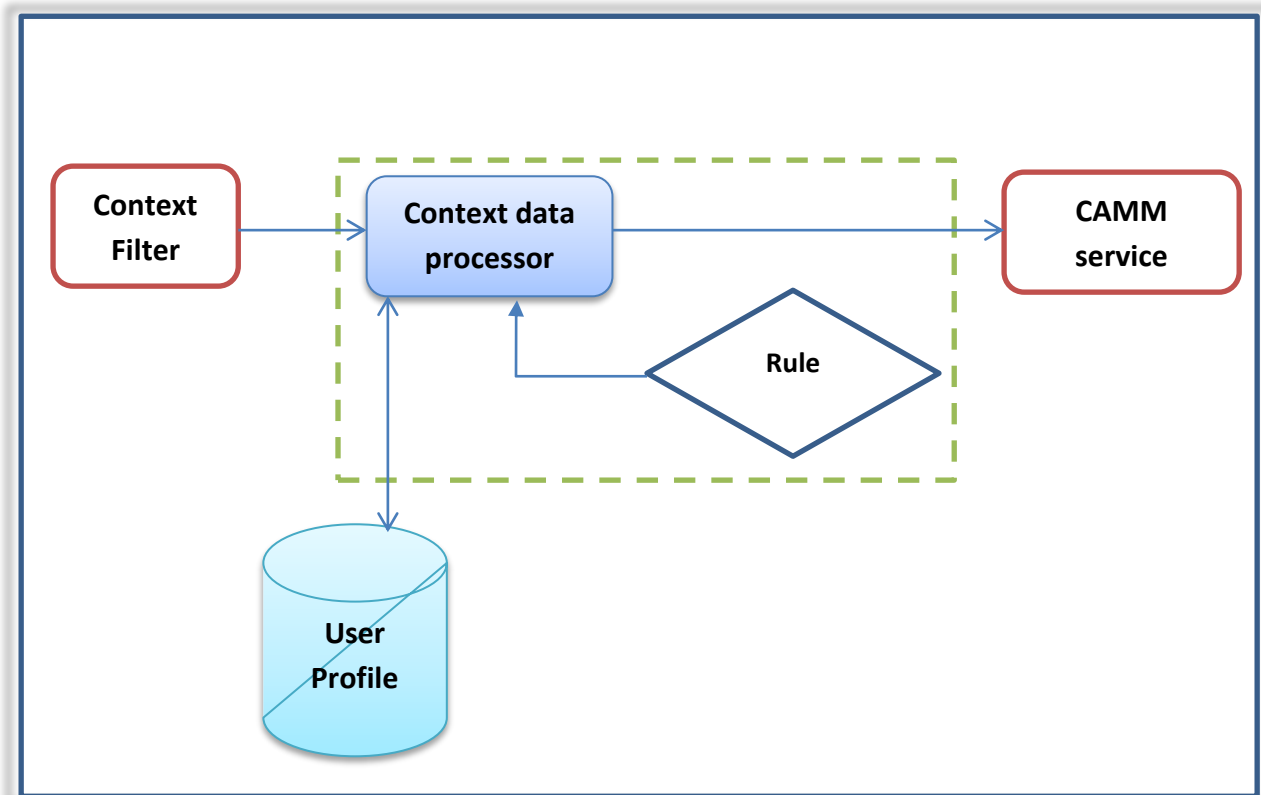 Context
Filter
Context data
processor
CAMM
service
Rule
User
Profile